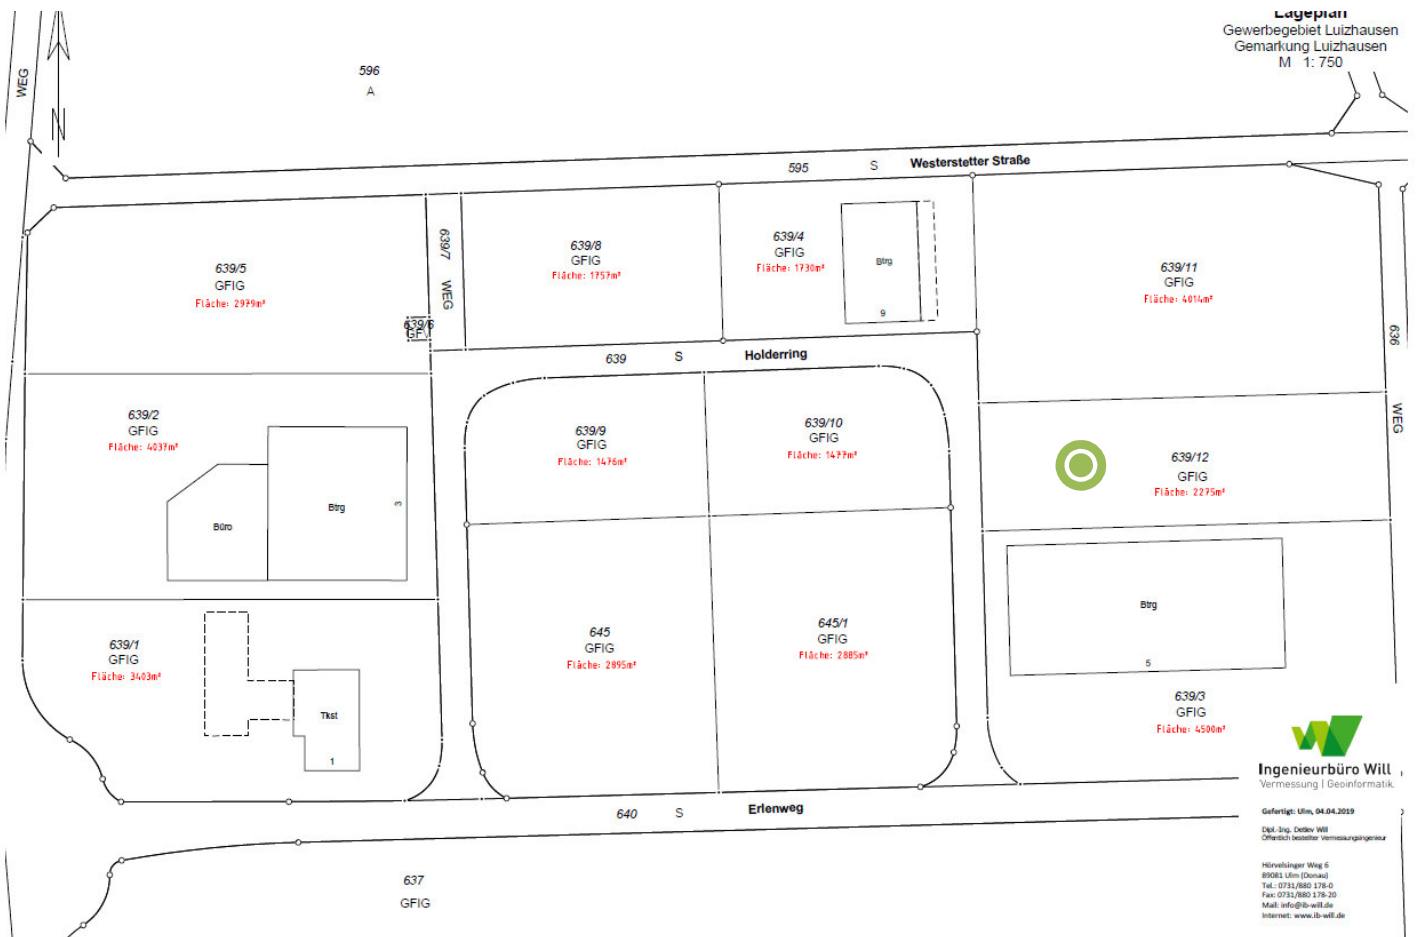 Lageplan
Gewerbegebiet Luizhausen
Gemarkung Luizhausen
M 1: 750
WEG
N
596
A
595 S Westerstetter Straße
639/5
GFIG
Fläche: 2979m²
639/7
WEG
639/6
GFV
639/8
GFIG
Fläche: 1757m²
639/4
GFIG
Fläche: 1730m²
Btrg
9
639/11
GFIG
Fläche: 4014m²
636
WEG
639 S Holderring
639/2
GFIG
Fläche: 4037m²
Büro
Btrg
3
639/9
GFIG
Fläche: 1476m²
639/10
GFIG
Fläche: 1477m²
639/12
GFIG
Fläche: 2275m²
639/1
GFIG
Fläche: 3403m²
Tkst
1
645
GFIG
Fläche: 2895m²
645/1
GFIG
Fläche: 2885m²
Btrg
5
639/3
GFIG
Fläche: 4500m²
640 S Erlenweg
637
GFIG
Ingenieurbüro Will
Vermessung | Geoinformatik
Gefertigt: Ulm, 04.04.2019
Dipl.-Ing. Detlev Will
Öffentlich bestellter Vermessungsingenieur
Hörvelsinger Weg 6
89081 Ulm (Donau)
Tel.: 0731/880 178-0
Fax: 0731/880 178-20
Mail: info@ib-will.de
Internet: www.ib-will.de